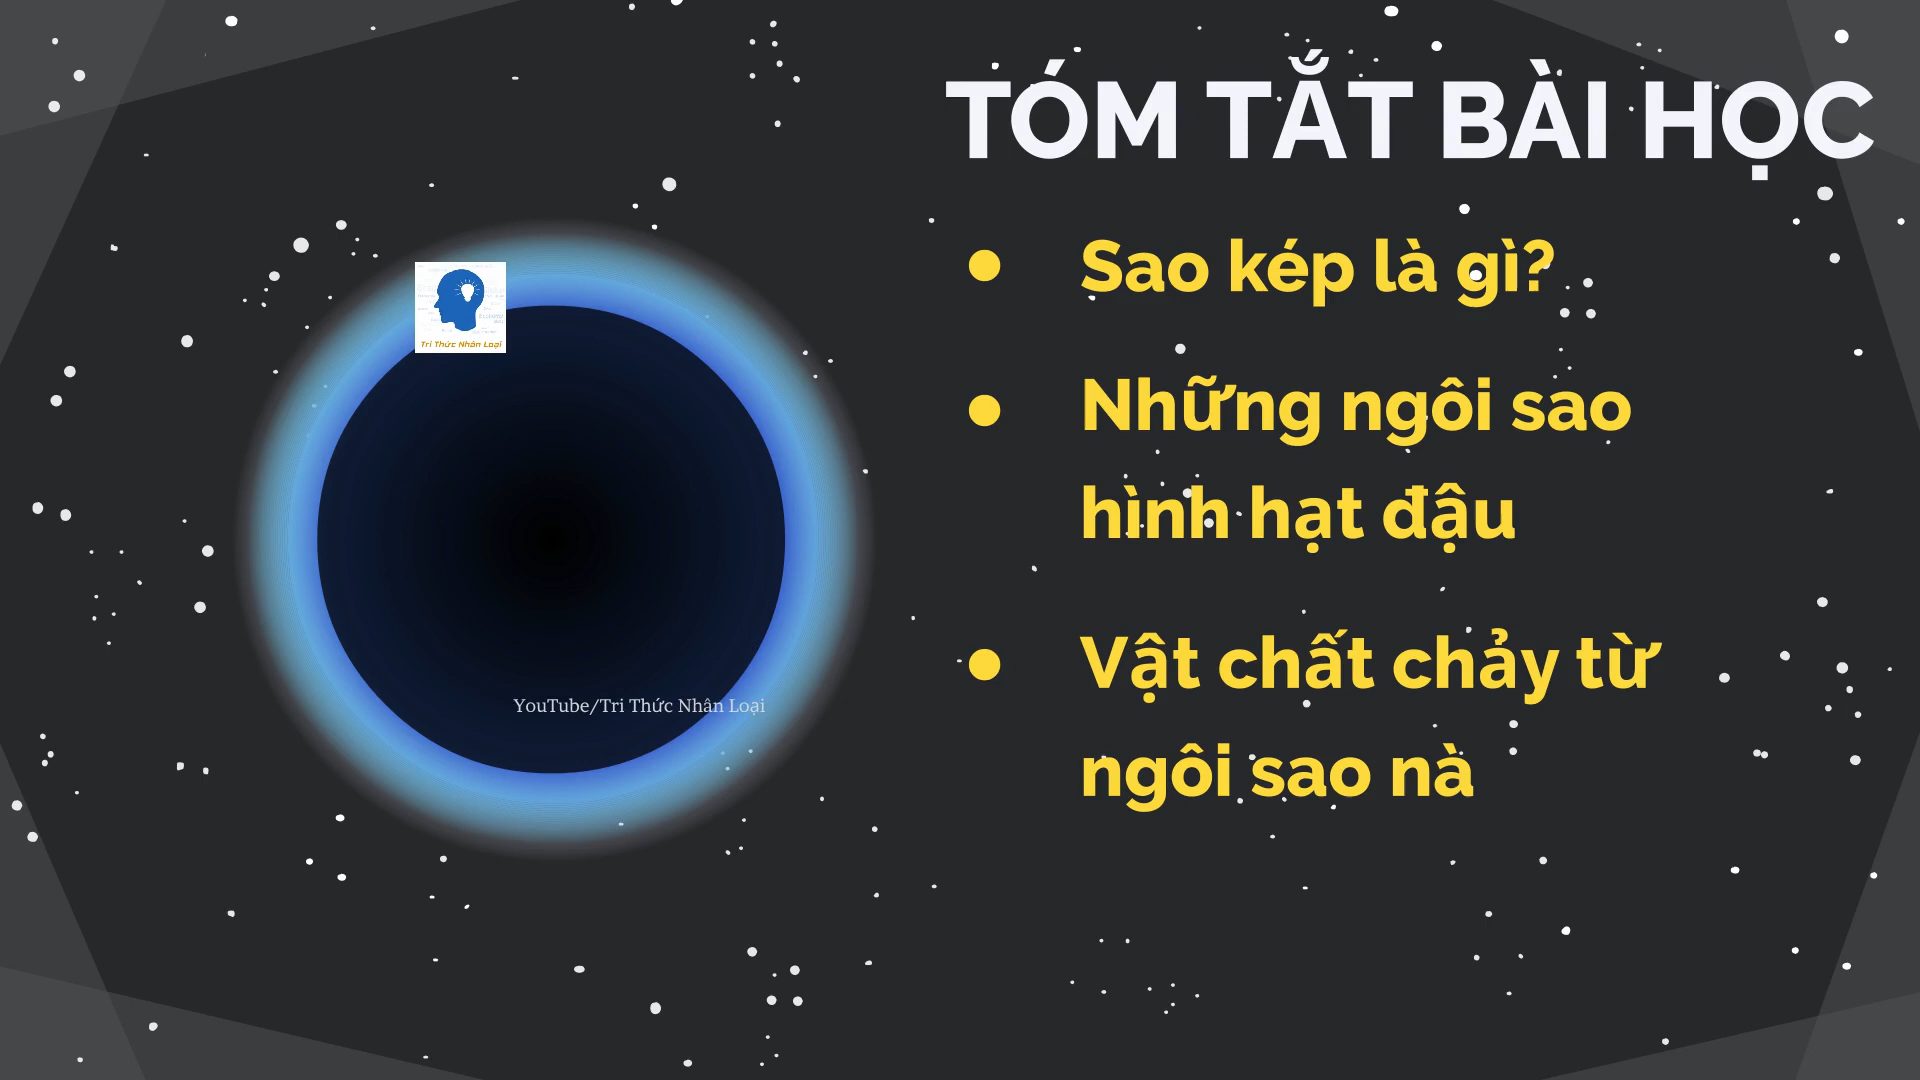 TÓM TẮT BÀI HỌC
Sao kép là gì?
Những ngôi sao
hình hạt đậu
Vật chất chảy từ
ngôi sao nà
Tri Thức Nhân Loại
YouTube/Tri Thức Nhân Loại